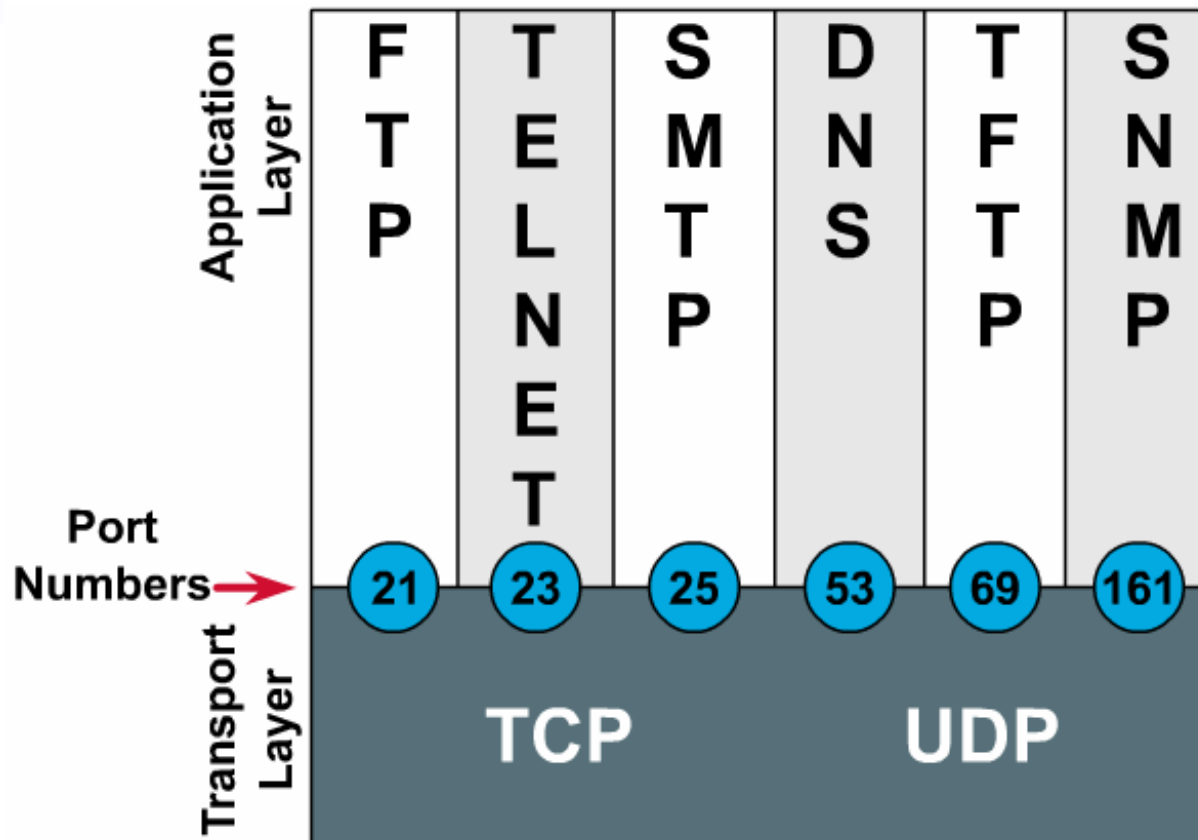 Application
Layer
FTP
TELNET
SMTP
DNS
TFTP
SNMP
Port
Numbers
21
23
25
53
69
161
Transport
Layer
TCP
UDP